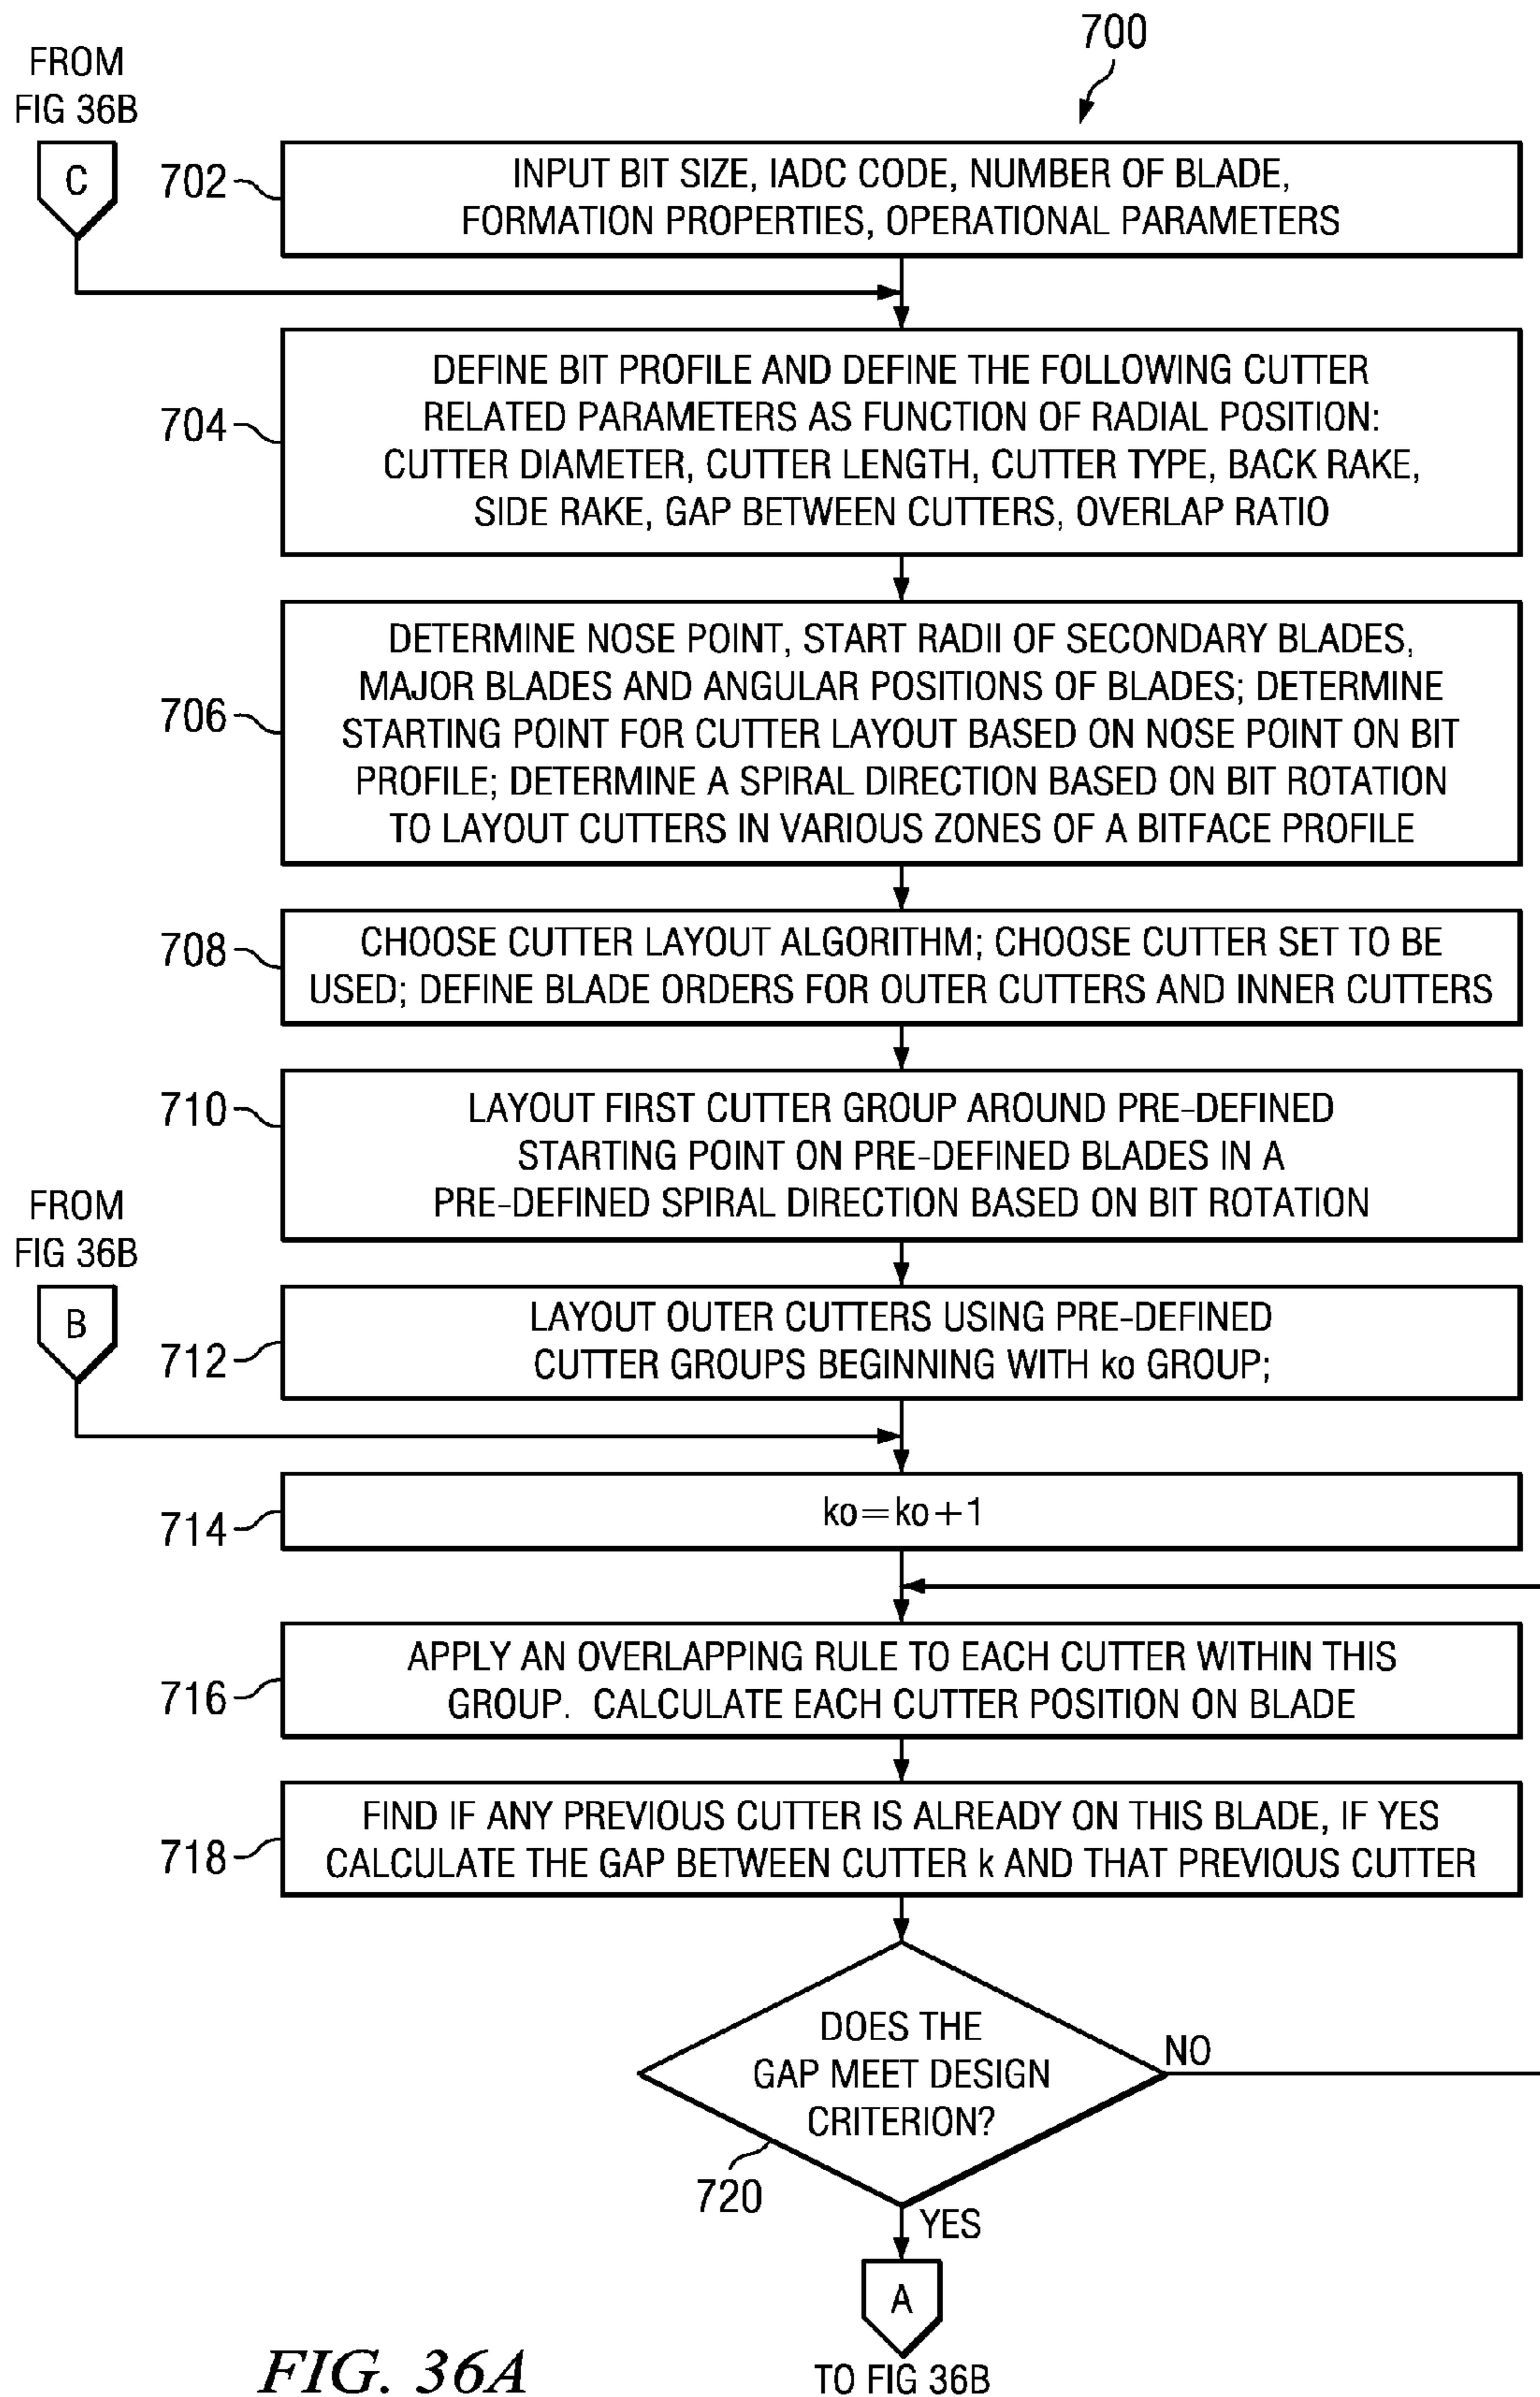 700
FROM
FIG 36B
C
702
INPUT BIT SIZE, IADC CODE, NUMBER OF BLADE,
FORMATION PROPERTIES, OPERATIONAL PARAMETERS
704
DEFINE BIT PROFILE AND DEFINE THE FOLLOWING CUTTER
RELATED PARAMETERS AS FUNCTION OF RADIAL POSITION:
CUTTER DIAMETER, CUTTER LENGTH, CUTTER TYPE, BACK RAKE,
SIDE RAKE, GAP BETWEEN CUTTERS, OVERLAP RATIO
706
DETERMINE NOSE POINT, START RADII OF SECONDARY BLADES,
MAJOR BLADES AND ANGULAR POSITIONS OF BLADES; DETERMINE
STARTING POINT FOR CUTTER LAYOUT BASED ON NOSE POINT ON BIT
PROFILE; DETERMINE A SPIRAL DIRECTION BASED ON BIT ROTATION
TO LAYOUT CUTTERS IN VARIOUS ZONES OF A BITFACE PROFILE
708
CHOOSE CUTTER LAYOUT ALGORITHM; CHOOSE CUTTER SET TO BE
USED; DEFINE BLADE ORDERS FOR OUTER CUTTERS AND INNER CUTTERS
710
LAYOUT FIRST CUTTER GROUP AROUND PRE-DEFINED
STARTING POINT ON PRE-DEFINED BLADES IN A
PRE-DEFINED SPIRAL DIRECTION BASED ON BIT ROTATION
FROM
FIG 36B
B
712
LAYOUT OUTER CUTTERS USING PRE-DEFINED
CUTTER GROUPS BEGINNING WITH ko GROUP;
714
ko=ko+1
716
APPLY AN OVERLAPPING RULE TO EACH CUTTER WITHIN THIS
GROUP. CALCULATE EACH CUTTER POSITION ON BLADE
718
FIND IF ANY PREVIOUS CUTTER IS ALREADY ON THIS BLADE, IF YES
CALCULATE THE GAP BETWEEN CUTTER k AND THAT PREVIOUS CUTTER
DOES THE
GAP MEET DESIGN
CRITERION?
NO
720
YES
A
TO FIG 36B
FIG. 36A